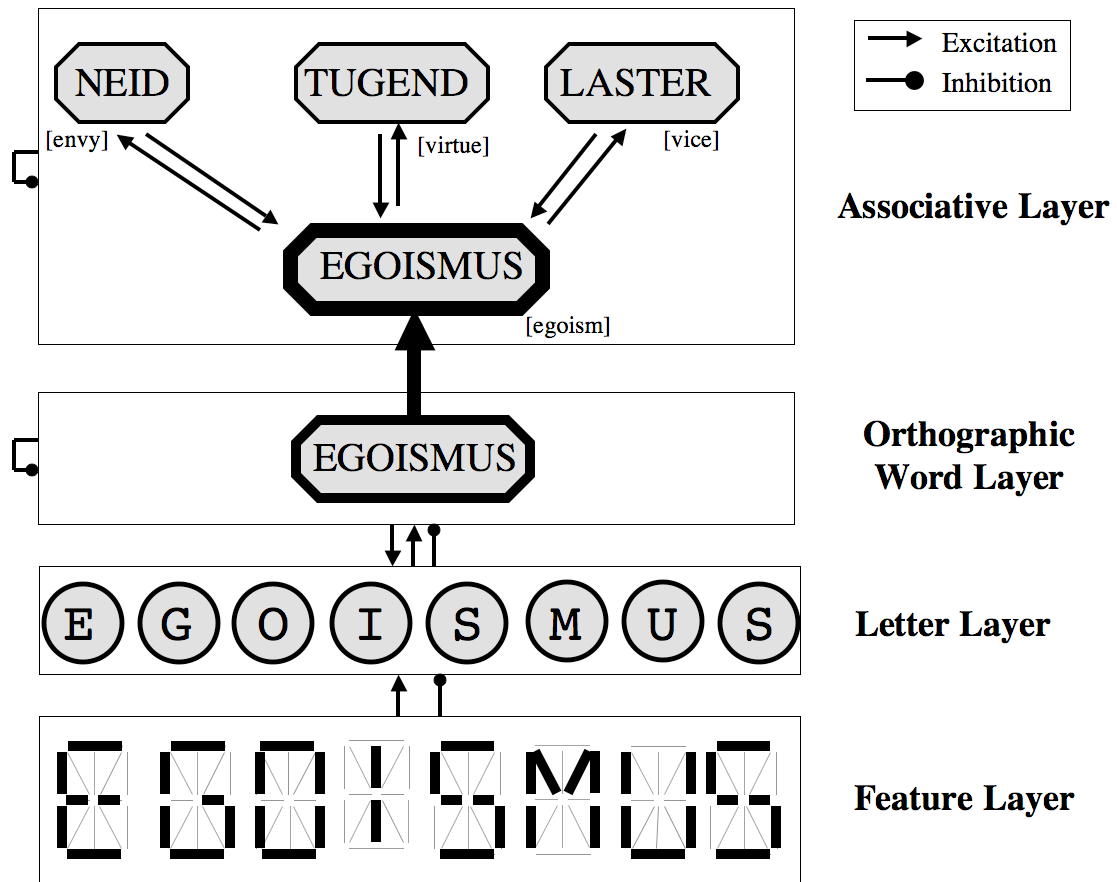 NEID
TUGEND
LASTER
[envy]
[virtue]
[vice]
EGOISMUS
[egoism]
Excitation
Inhibition
Associative Layer
EGOISMUS
Orthographic
Word Layer
E G O I S M U S
Letter Layer
E G O I S M U S
Feature Layer